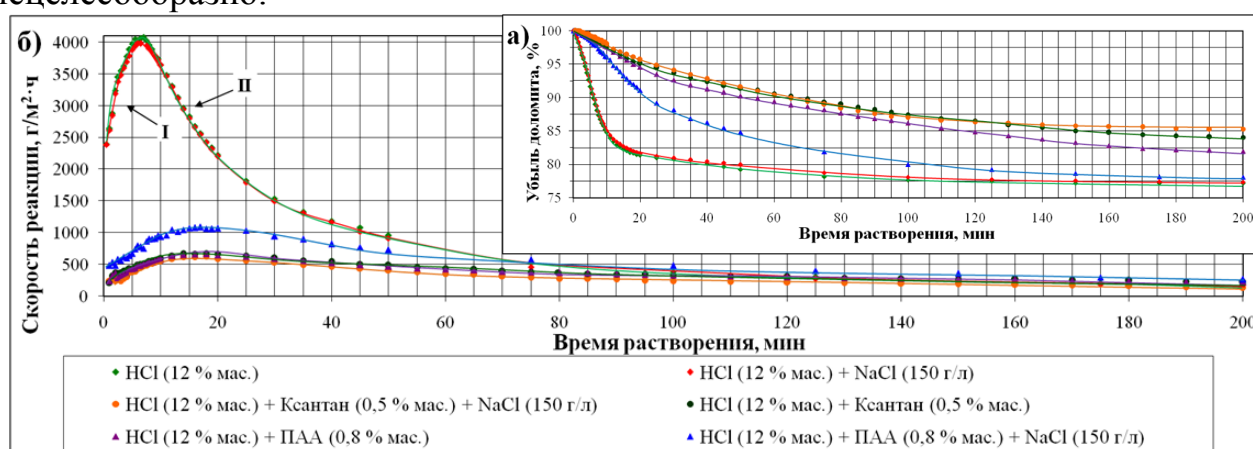 нецелесообразно.
б)
4000
3500
3000
2500
2000
1500
1000
500
0
Скорость реакции, г/м²·ч
I
II
0 20 40 60 80 100 120 140 160 180 200
Время растворения, мин
а)
100
95
90
85
80
75
Убыль доломита, %
0 20 40 60 80 100 120 140 160 180 200
Время растворения, мин
HCl (12 % мас.)
HCl (12 % мас.) + NaCl (150 г/л)
HCl (12 % мас.) + Ксантан (0,5 % мас.) + NaCl (150 г/л)
HCl (12 % мас.) + Ксантан (0,5 % мас.)
HCl (12 % мас.) + ПАА (0,8 % мас.)
HCl (12 % мас.) + ПАА (0,8 % мас.) + NaCl (150 г/л)